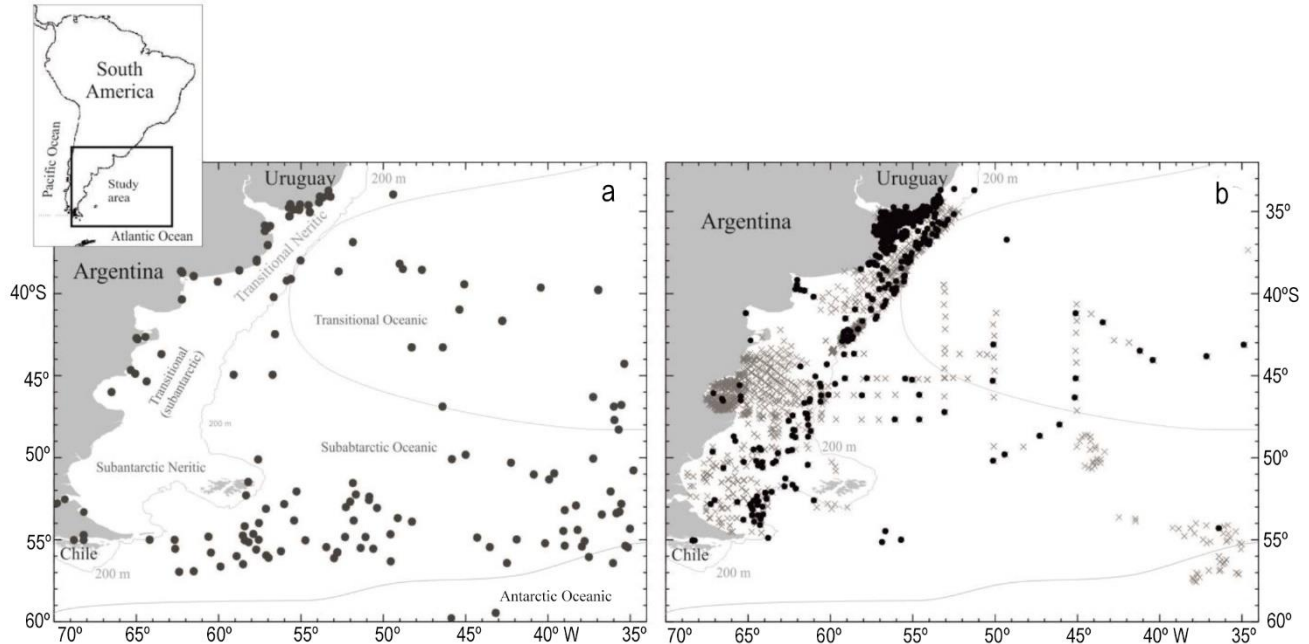 South
America
Pacific Ocean
Study
area
Atlantic Ocean
Uruguay
200 m
a
Transitional Neritic
Argentina
40ºS
Transitional Oceanic
45º
Transitional
(subantarctic)
200 m
50º
Subantarctic Neritic
Subabtarctic Oceanic
55º
Chile
200 m
Antarctic Oceanic
60º
70º 65º 60º 55º 50º 45º 40º W 35º
Uruguay
200 m
b
Argentina
35º
40ºS
45º
200 m
50º
55º
Chile
200 m
60º
70º 65º 60º 55º 50º 45º 40º W 35º